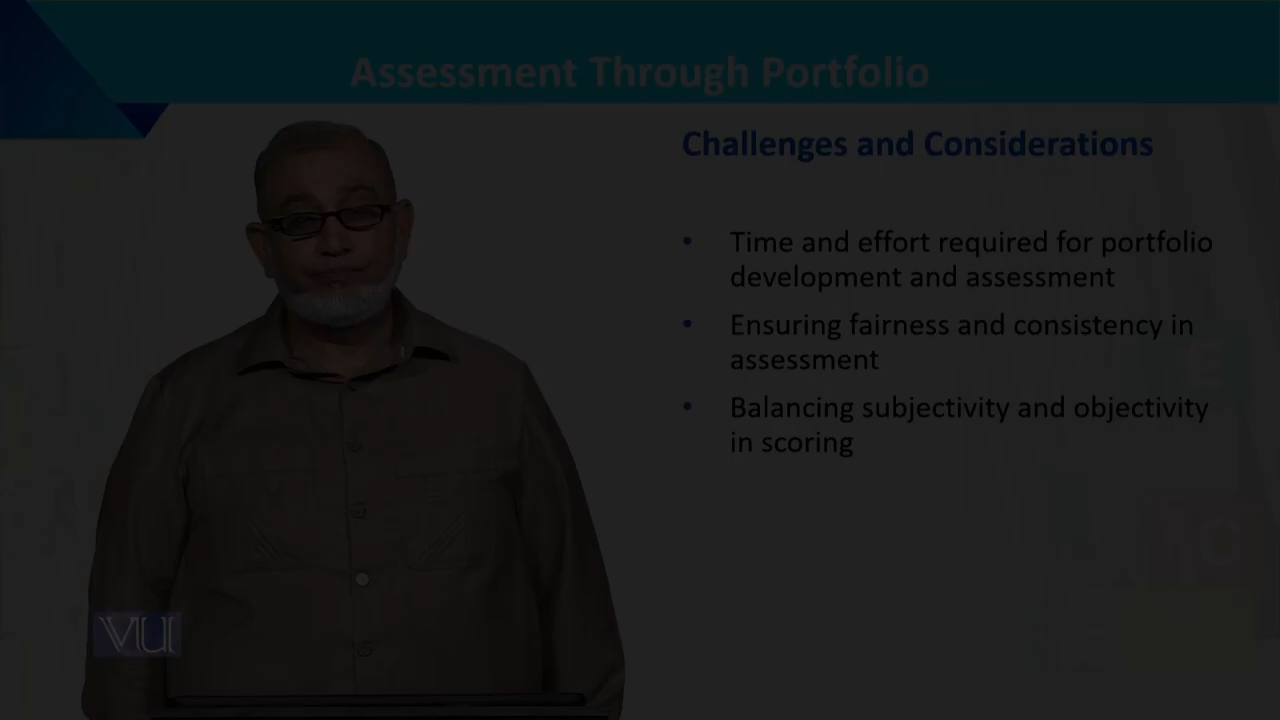 Assessment Through Portfolio
Challenges and Considerations
• Time and effort required for portfolio
development and assessment
• Ensuring fairness and consistency in
assessment
• Balancing subjectivity and objectivity
in scoring
E
C
VU